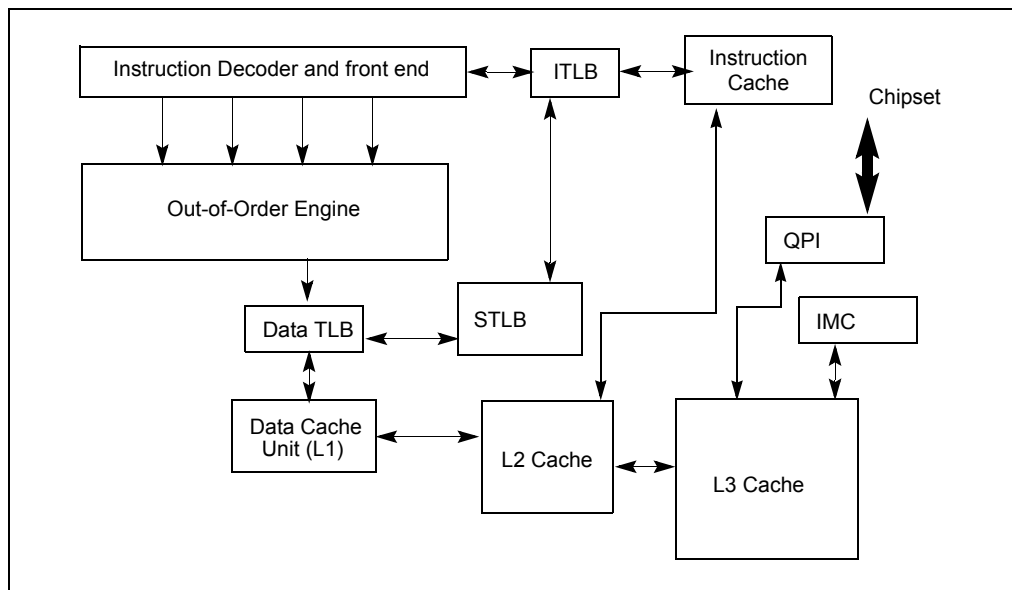 Instruction Decoder and front end
ITLB
Instruction
Cache
Chipset
Out-of-Order Engine
QPI
STLB
IMC
Data TLB
Data Cache
Unit (L1)
L2 Cache
L3 Cache